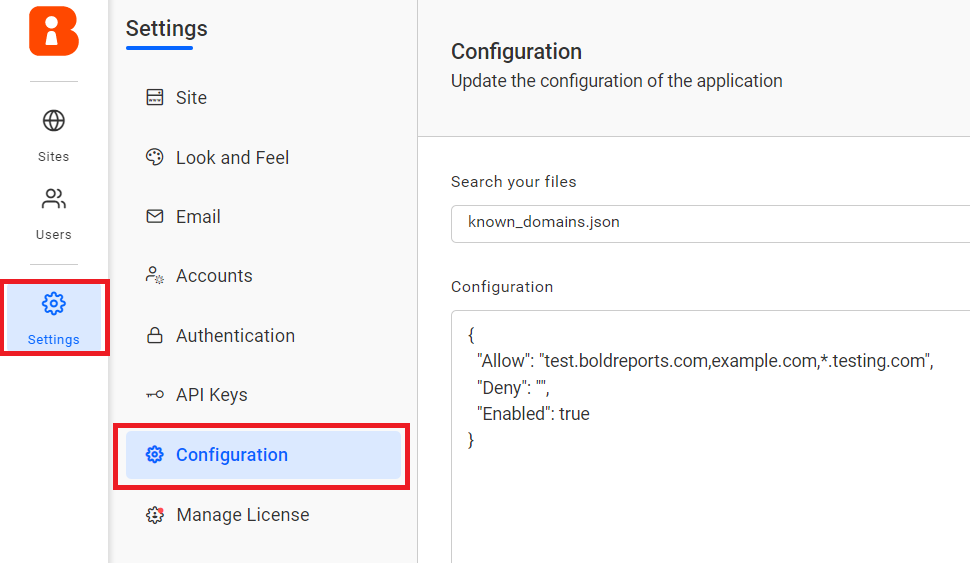 Sites
Users
Settings
Settings
Site
Look and Feel
Email
Accounts
Authentication
API Keys
Configuration
Manage License
Configuration
Update the configuration of the application
Search your files
known_domains.json
Configuration
{
"Allow": "test.boldreports.com,example.com,*.testing.com",
"Deny": "",
"Enabled": true
}